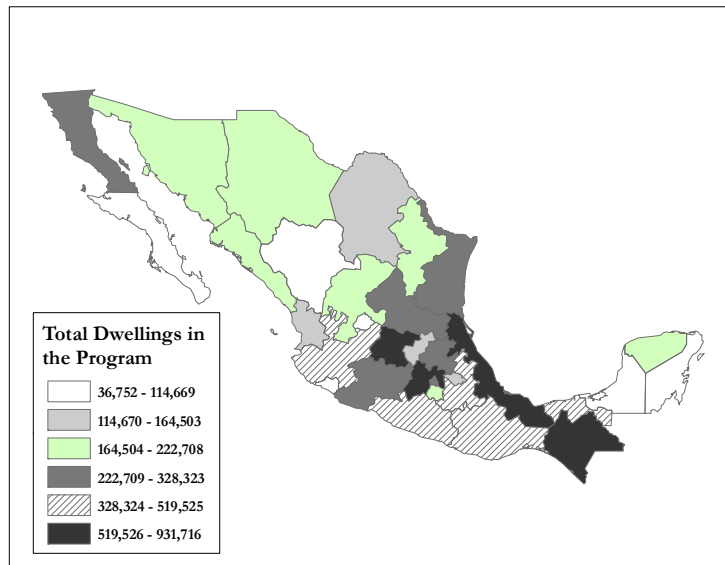 Total Dwellings in
the Program
36,752 - 114,669
114,670 - 164,503
164,504 - 222,708
222,709 - 328,323
328,324 - 519,525
519,526 - 931,716